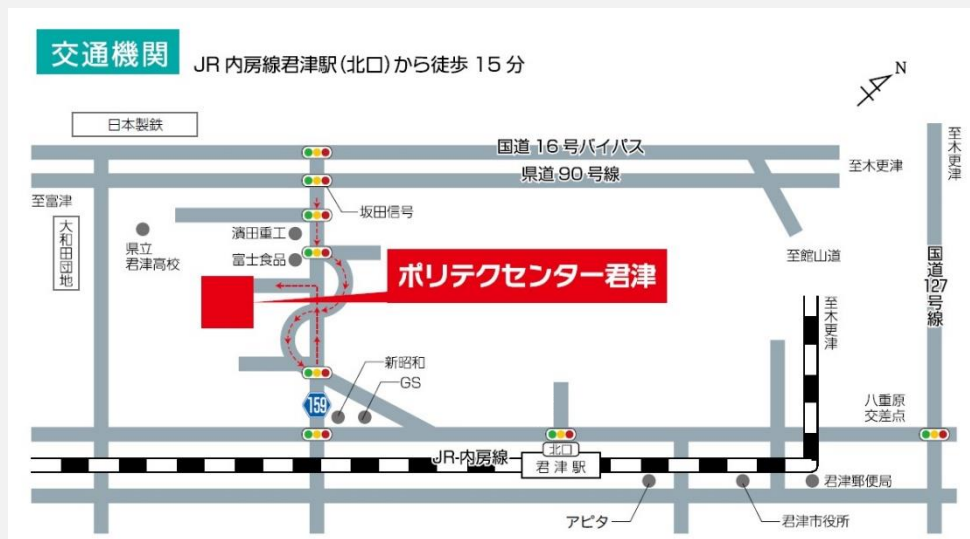 交通機関
JR 内房線君津駅(北口)から徒歩 15 分
N
日本製鉄
国道 16 号バイパス
至木更津
至木更津
県道 90 号線
至富津
坂田信号
大和田団地
県立
君津高校
濱田重工
富士食品
ポリテクセンター君津
至館山道
国道127号線
至木更津
新昭和
GS
159
八重原
交差点
北口
JR-内房線
君津駅
君津郵便局
アピタ
君津市役所